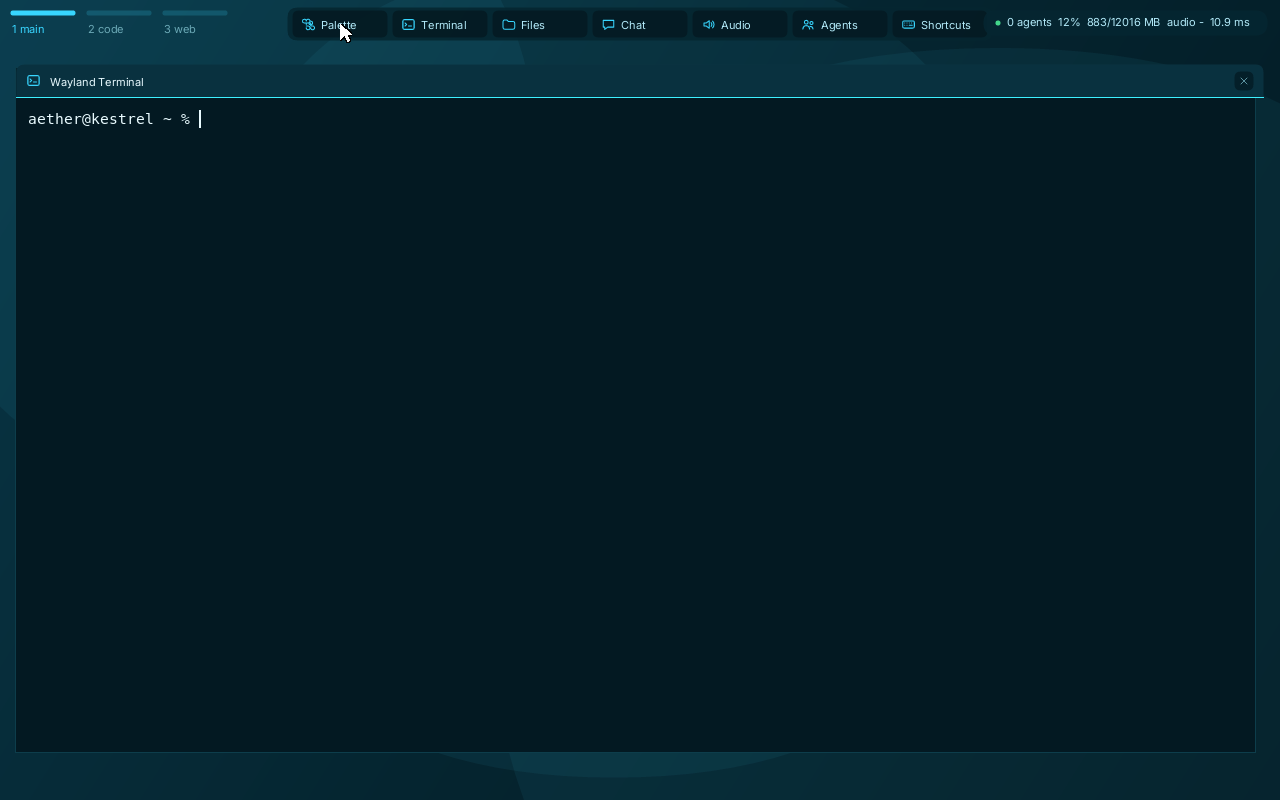 1 main
2 code
3 web
Palette
Terminal
Files
Chat
Audio
Agents
Shortcuts
0 agents 12% 883/12016 MB audio - 10.9 ms
Wayland Terminal
aether@kestrel ~ %